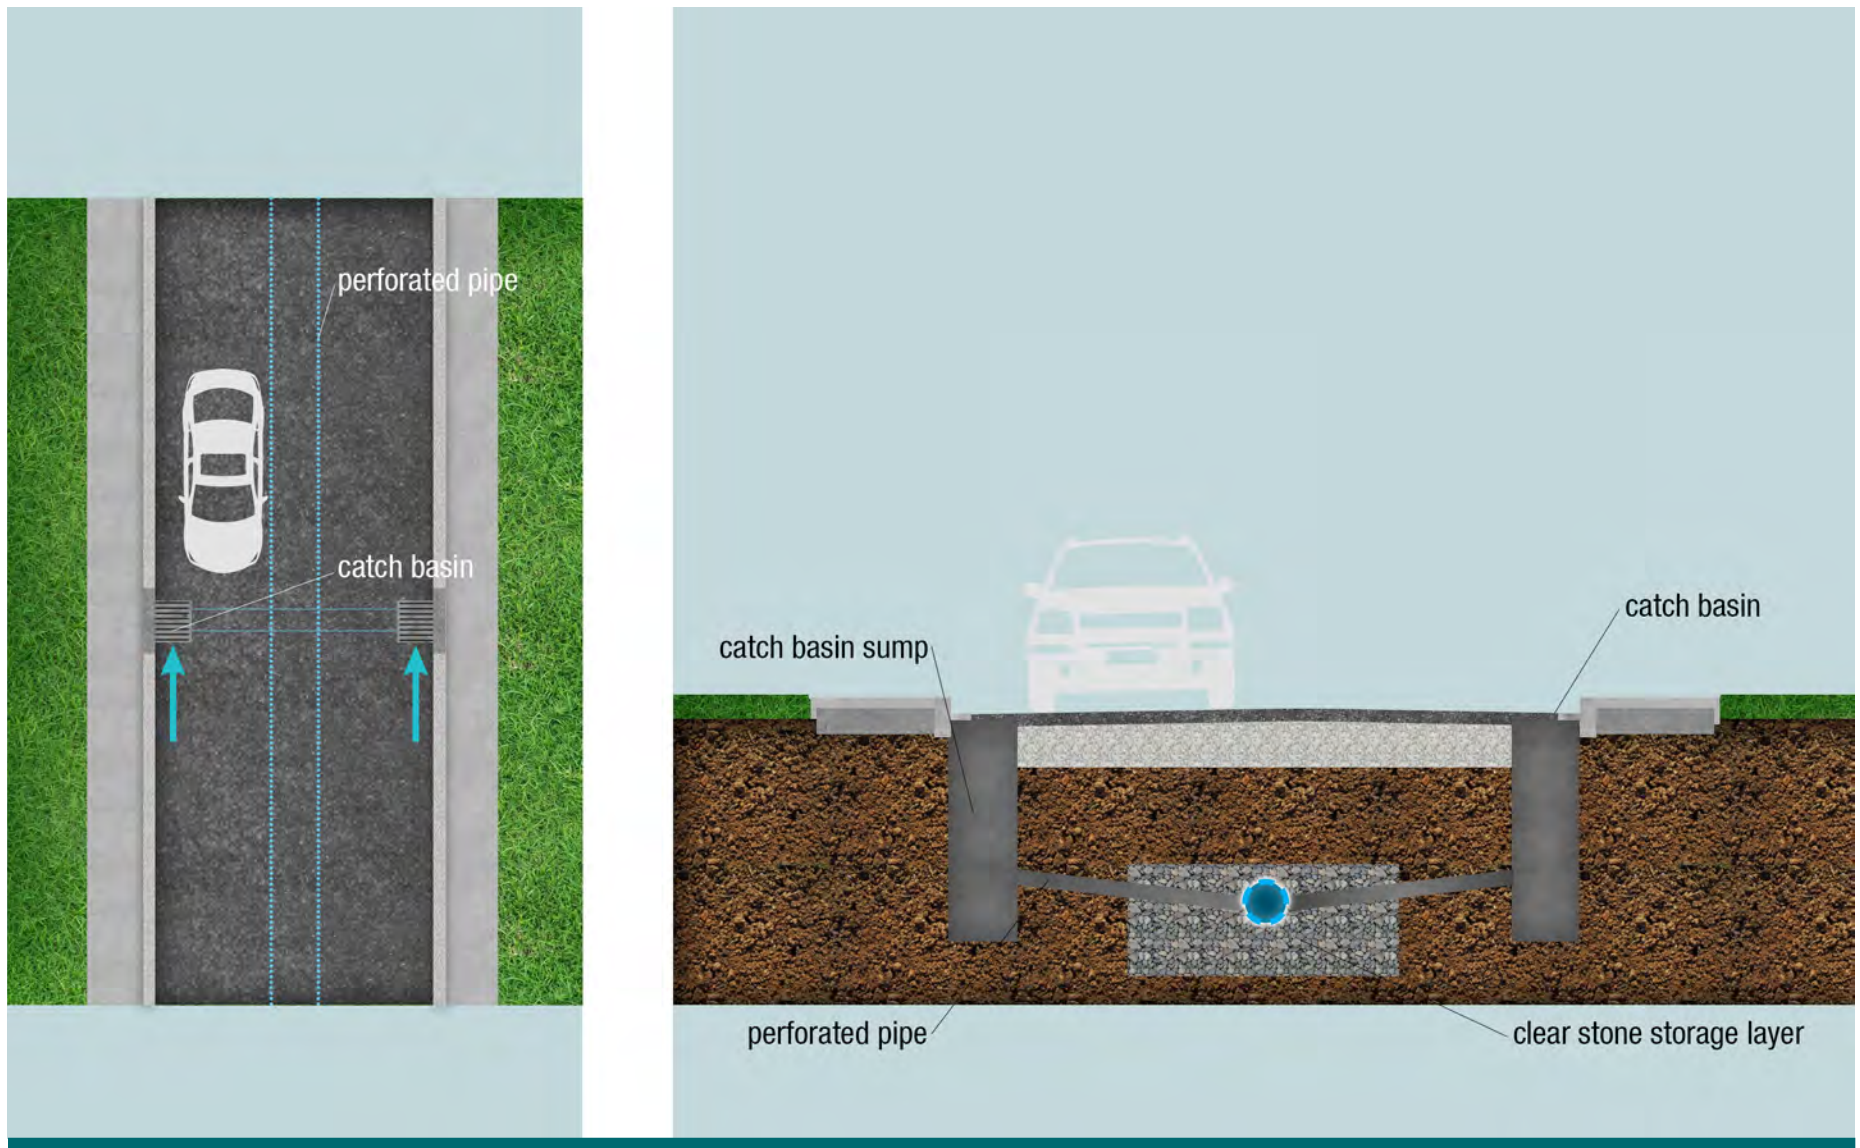 perforated pipe
catch basin
catch basin
catch basin sump
perforated pipe
clear stone storage layer